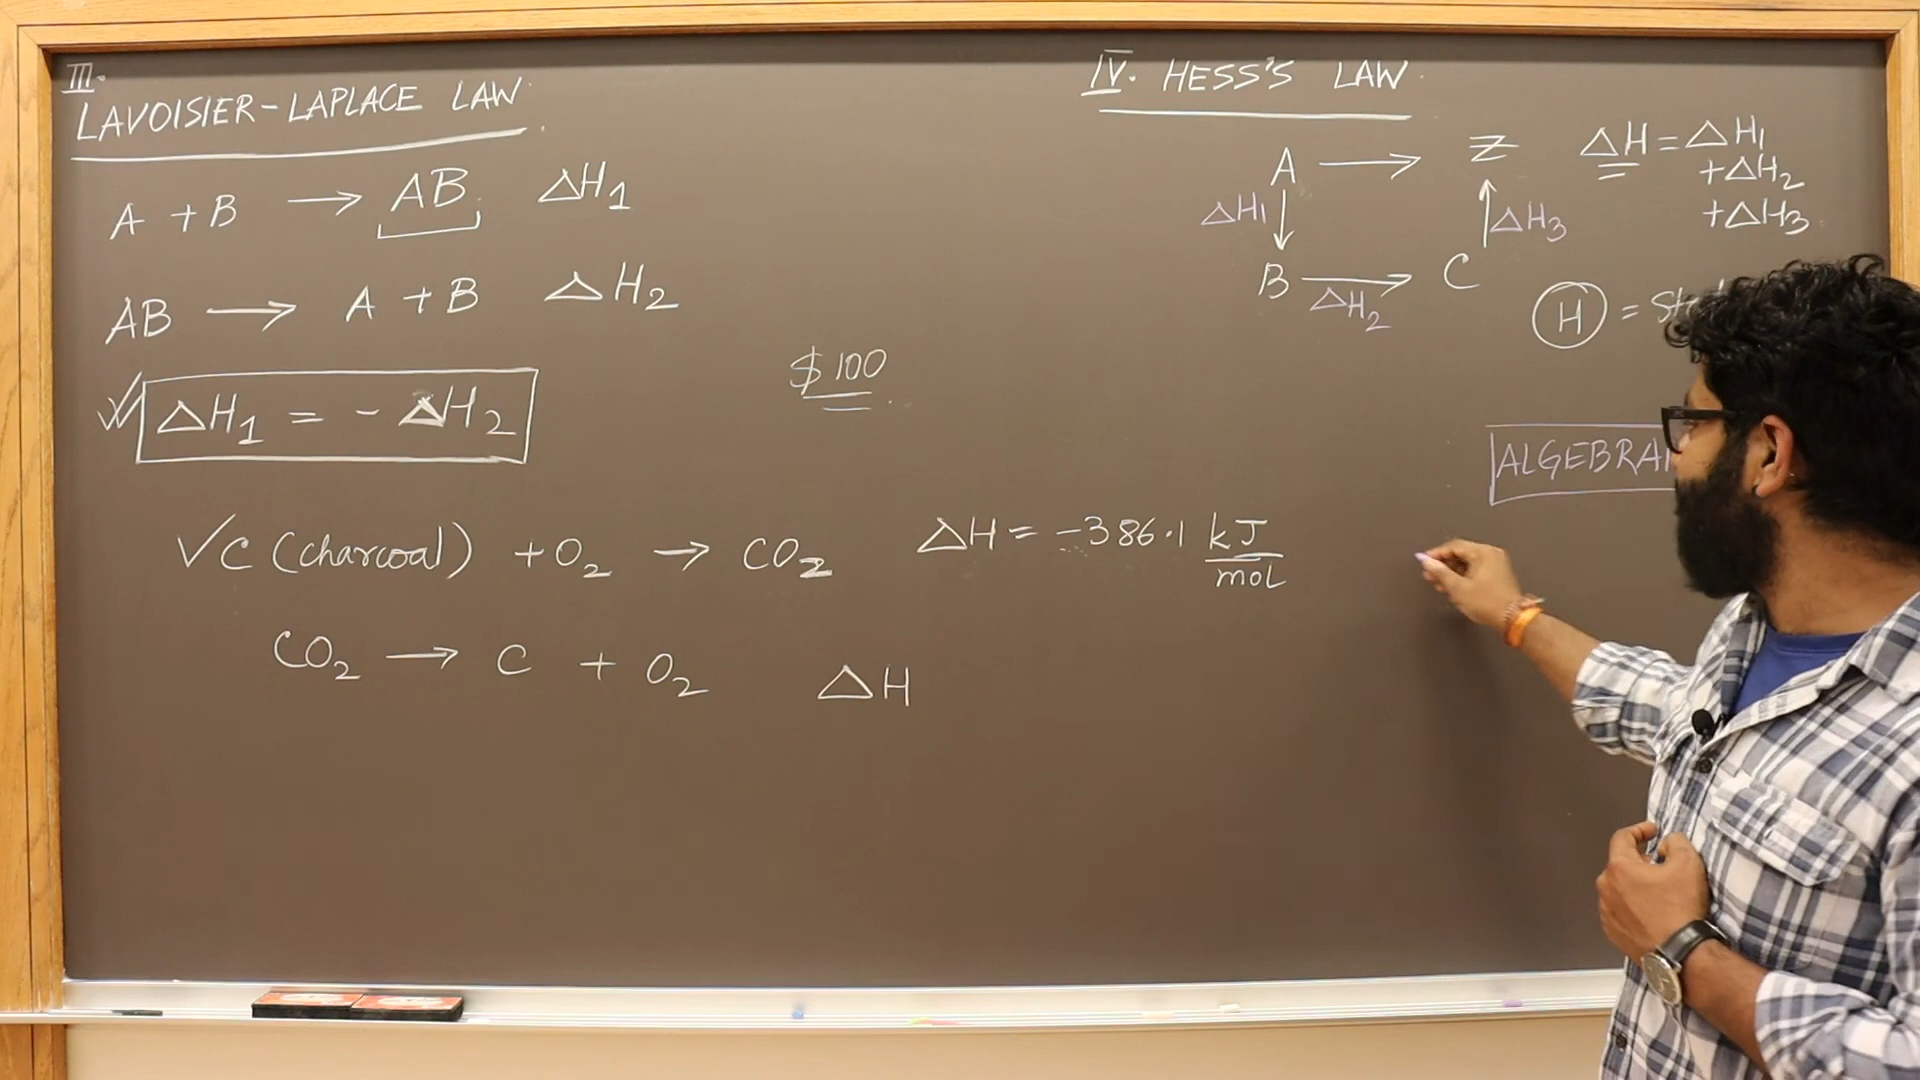 III.
LAVOISIER-LAPLACE LAW
A + B → AB ΔH1
AB → A + B ΔH2
ΔH1 = - ΔH2
$ 100
✓ C (charcoal) + O2 → CO2 ΔH = -386.1 kJ/mol
CO2 → C + O2 ΔH
IV. HESS'S LAW
A → Z ΔH = ΔH1
+ΔH2
ΔH1 ↓ ↑ ΔH3 +ΔH3
B → C
ΔH2
H =